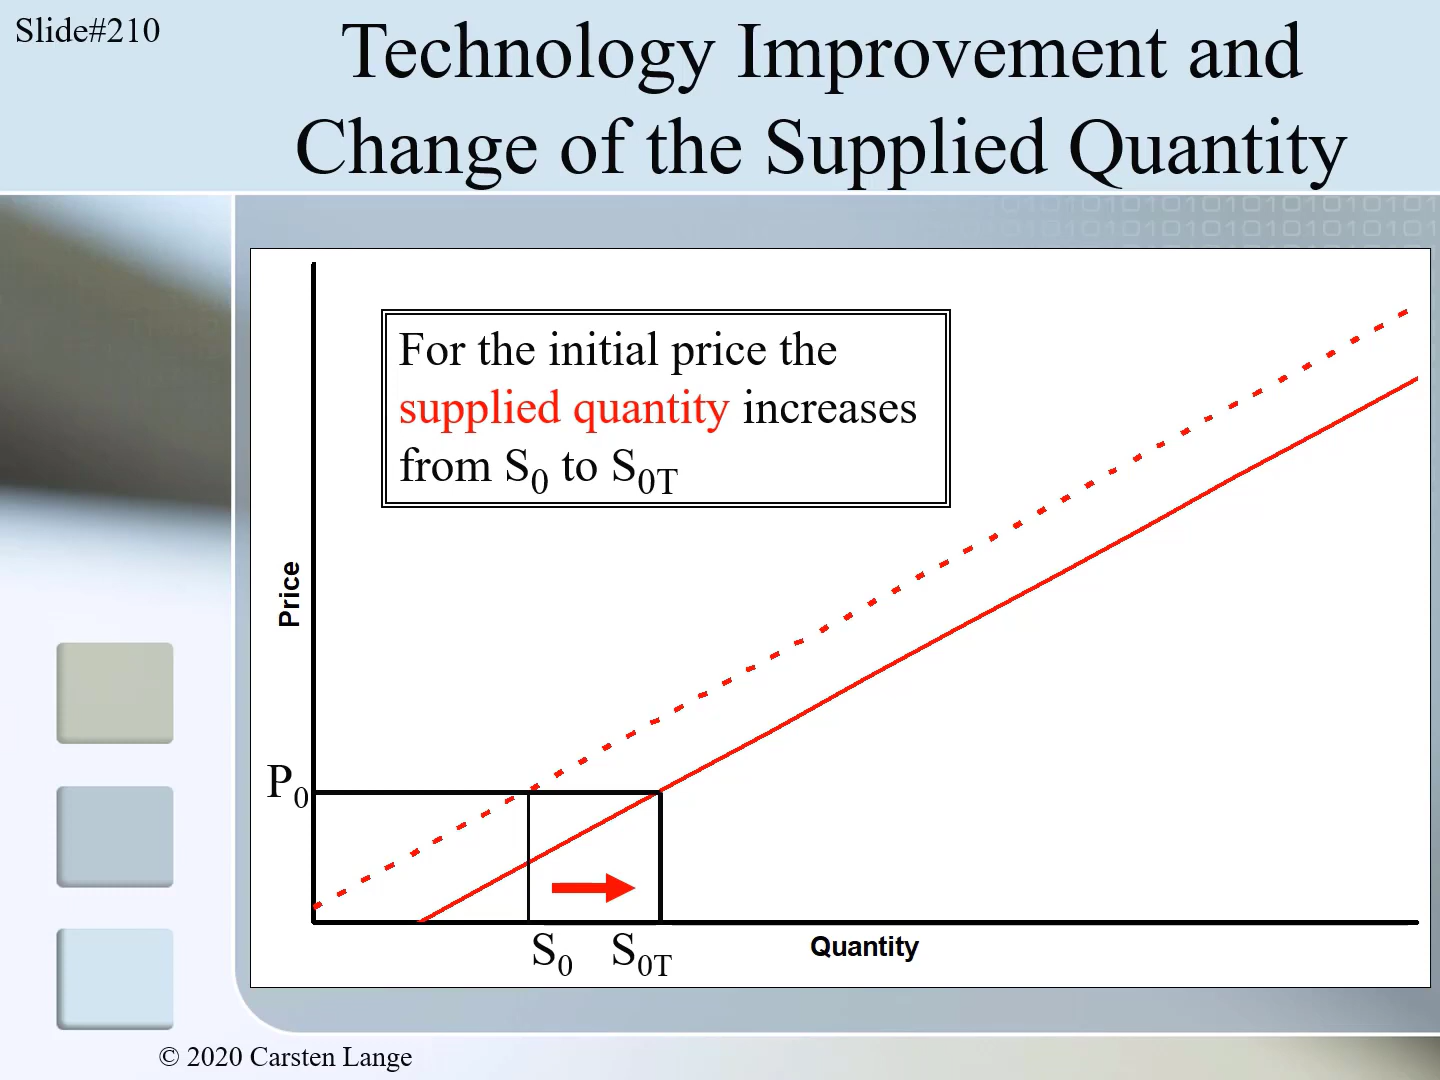 Slide#210
Technology Improvement and
Change of the Supplied Quantity
For the initial price the
supplied quantity increases
from S₀ to S₀T
Price
P₀
S₀ S₀T
Quantity
© 2020 Carsten Lange